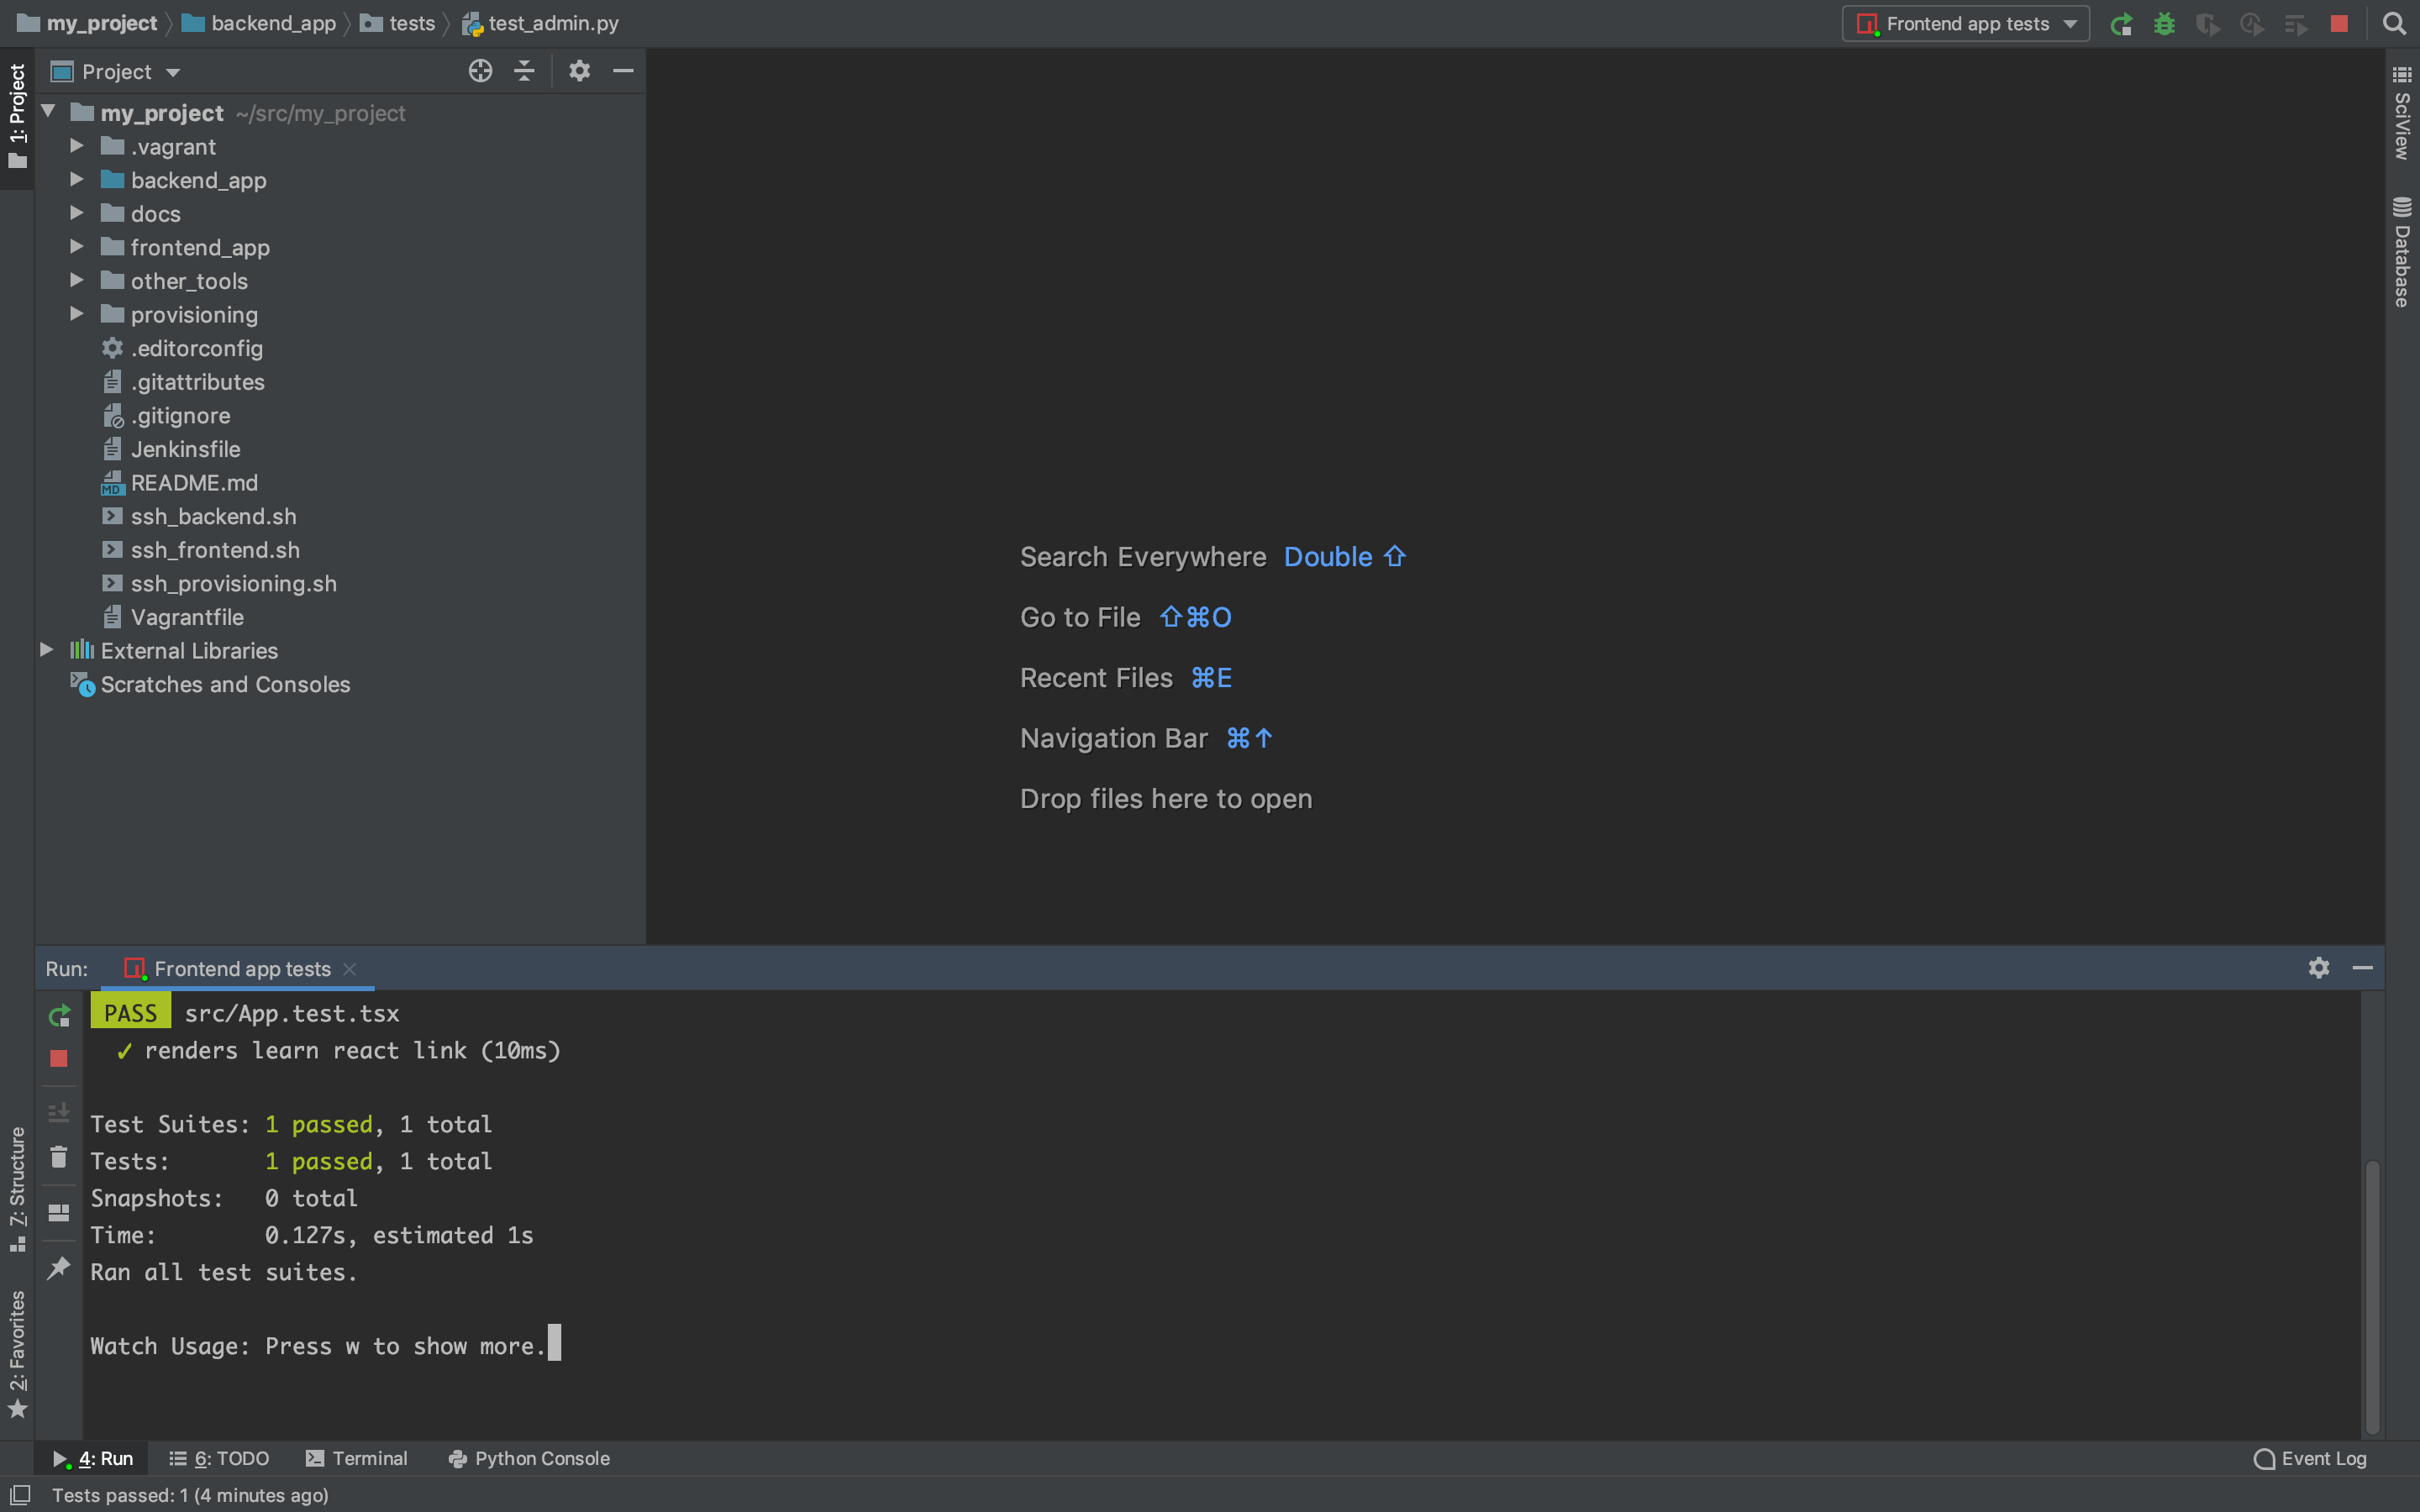 my_project backend_app tests test_admin.py
Frontend app tests
1: Project
Project
my_project ~/src/my_project
.vagrant
backend_app
docs
frontend_app
other_tools
provisioning
.editorconfig
.gitattributes
.gitignore
Jenkinsfile
MD README.md
ssh_backend.sh
ssh_frontend.sh
ssh_provisioning.sh
Vagrantfile
External Libraries
Scratches and Consoles
Search Everywhere Double ⇧
Go to File ⇧⌘O
Recent Files ⌘E
Navigation Bar ⌘↑
Drop files here to open
SciView
Database
Run: Frontend app tests
PASS src/App.test.tsx
✓ renders learn react link (10ms)
Test Suites: 1 passed, 1 total
Tests: 1 passed, 1 total
Snapshots: 0 total
Time: 0.127s, estimated 1s
Ran all test suites.
Watch Usage: Press w to show more.
7: Structure
2: Favorites
4: Run 6: TODO Terminal Python Console Event Log
Tests passed: 1 (4 minutes ago)